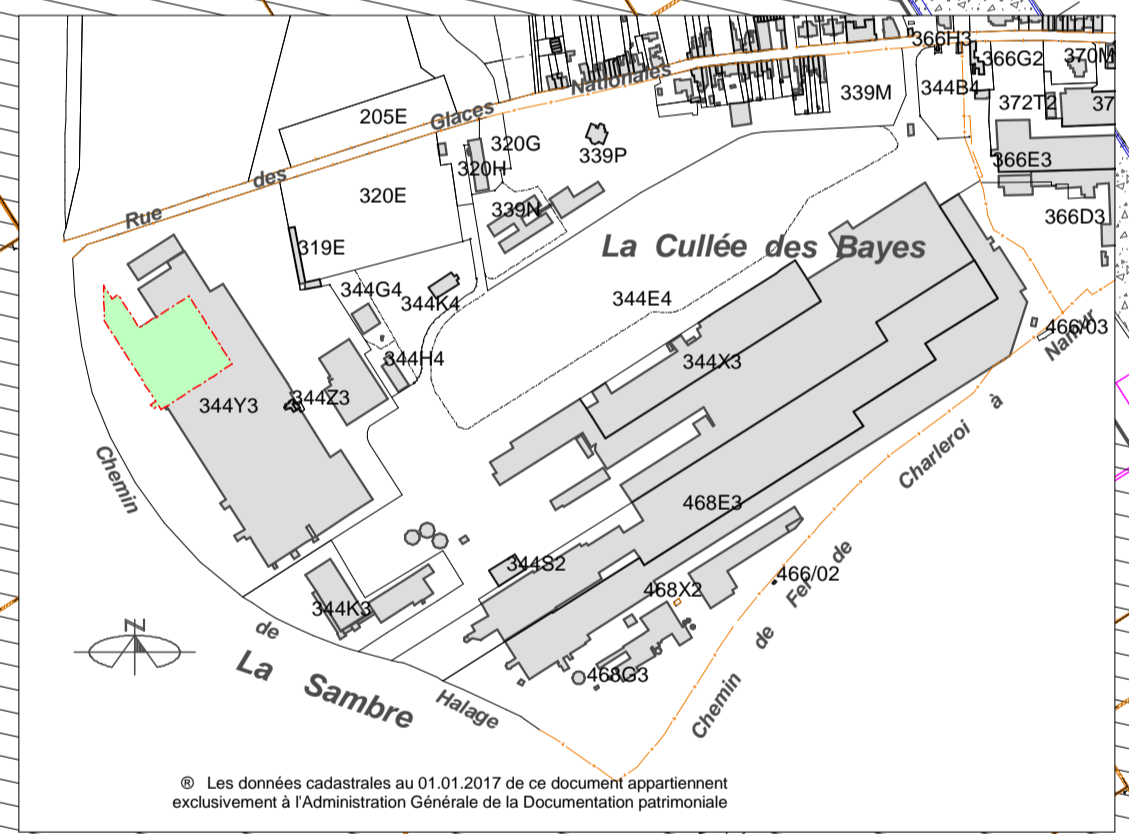 366H3
366G2
370M
344B4
339M
372T2
37
205E
Rue des Glaces Nationales
320G
339P
320H
366E3
320E
339N
366D3
319E
La Cullée des Bayes
344G4
344K4
344E4
466/03
344H4
344X3
344Z3
344Y3
Chemin de Halage
468E3
344S2
466/02
468X2
344K3
Chemin de Fer de Charleroi à Namur
N
La Sambre
468G3
® Les données cadastrales au 01.01.2017 de ce document appartiennent
exclusivement à l'Administration Générale de la Documentation patrimoniale